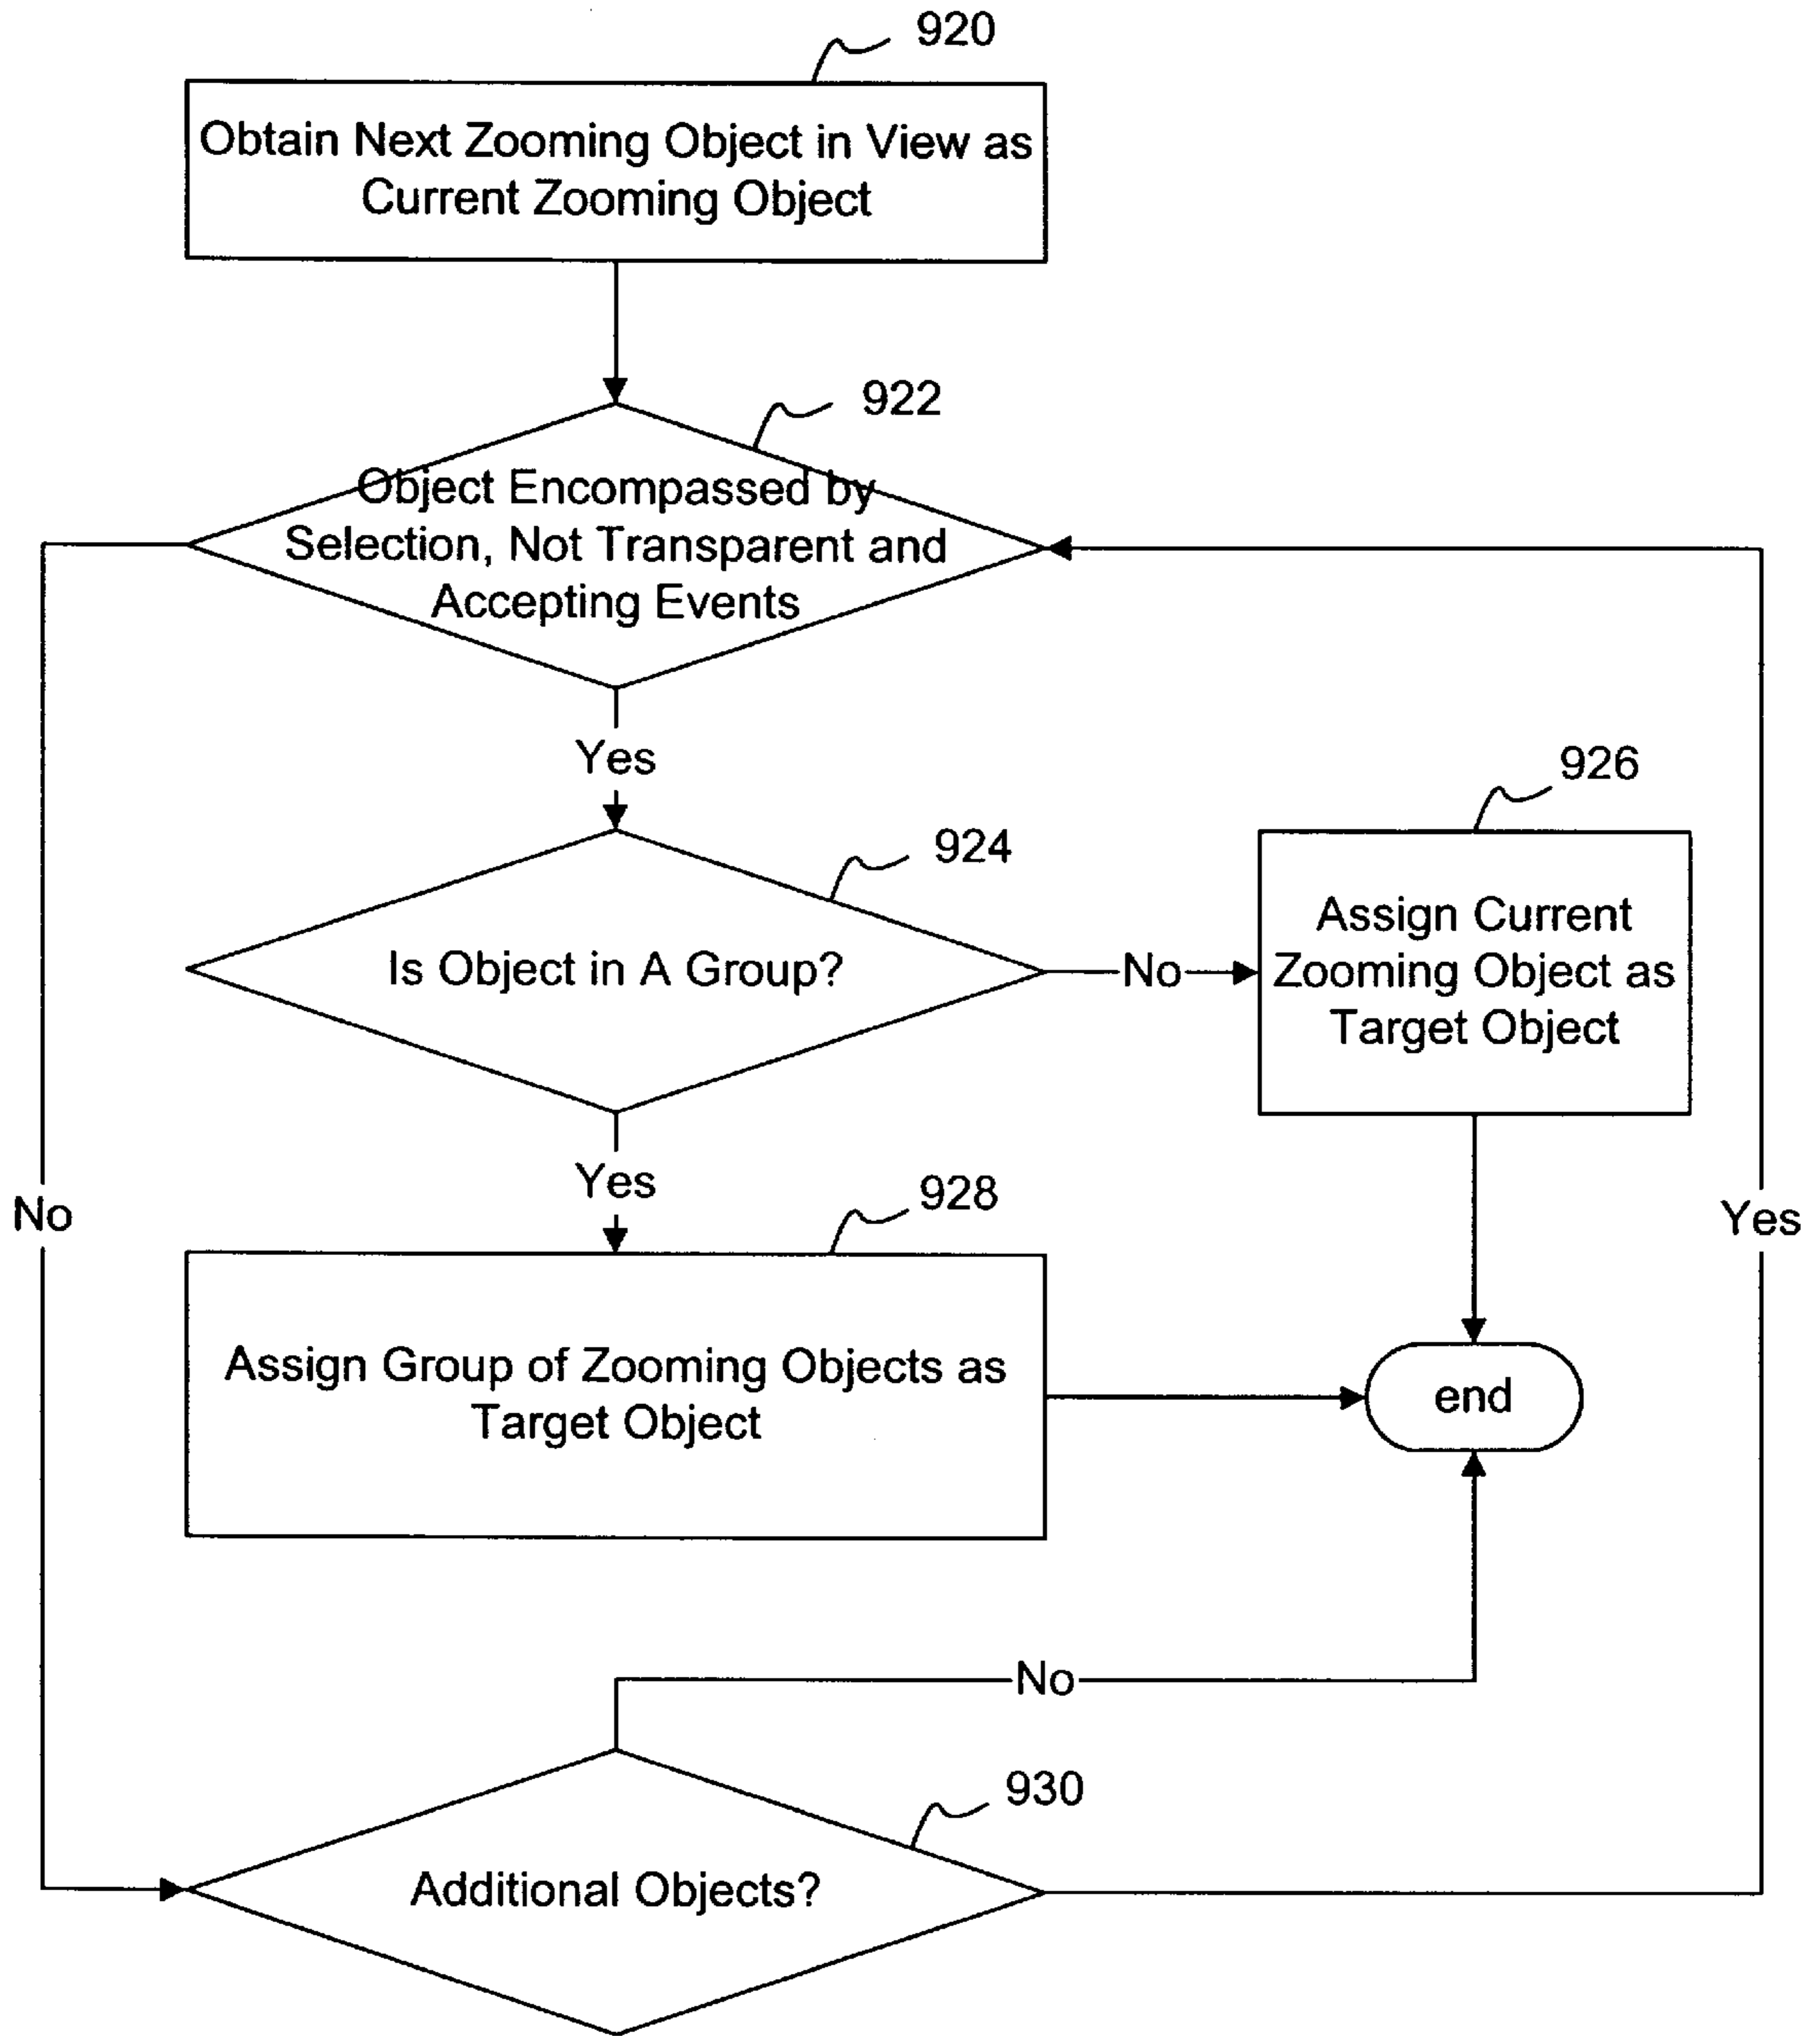 920
Obtain Next Zooming Object in View as
Current Zooming Object
922
Object Encompassed by
Selection, Not Transparent and
Accepting Events
Yes
924
Is Object in A Group?
No
926
Assign Current
Zooming Object as
Target Object
Yes
928
No
Yes
Assign Group of Zooming Objects as
Target Object
end
No
930
Additional Objects?